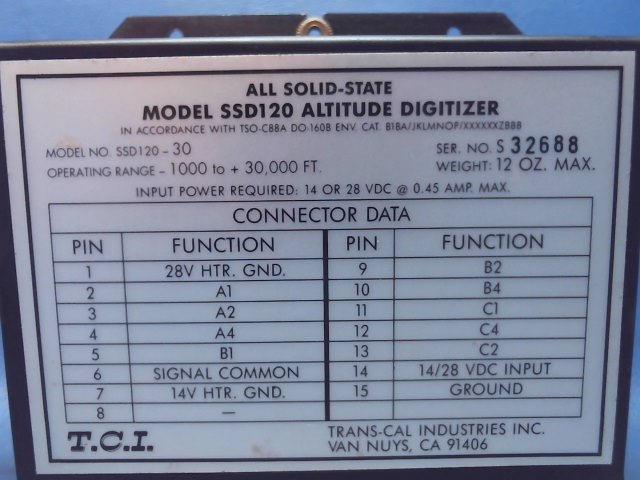 ALL SOLID-STATE
MODEL SSD120 ALTITUDE DIGITIZER
IN ACCORDANCE WITH TSO-C88A DO-160B ENV. CAT. B1BA/JKLMNOP/XXXXXXZBBB
MODEL NO. SSD120-30 SER. NO. S 32688
OPERATING RANGE - 1000 to + 30,000 FT. WEIGHT: 12 OZ. MAX.
INPUT POWER REQUIRED: 14 OR 28 VDC @ 0.45 AMP. MAX.
CONNECTOR DATA
PIN FUNCTION PIN FUNCTION
1 28V HTR. GND. 9 B2
2 A1 10 B4
3 A2 11 C1
4 A4 12 C4
5 B1 13 C2
6 SIGNAL COMMON 14 14/28 VDC INPUT
7 14V HTR. GND. 15 GROUND
8 —
T.C.I. TRANS-CAL INDUSTRIES INC.
VAN NUYS, CA 91406